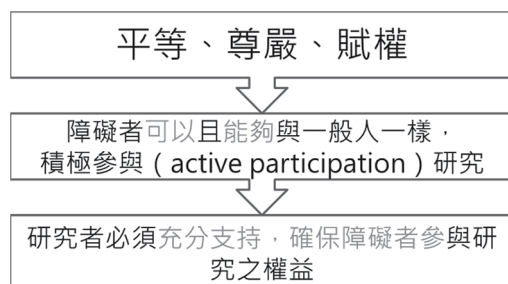 平等、尊嚴、賦權
障礙者可以且能夠與一般人一樣，
積極參與（active participation）研究
研究者必須充分支持，確保障礙者參與研
究之權益